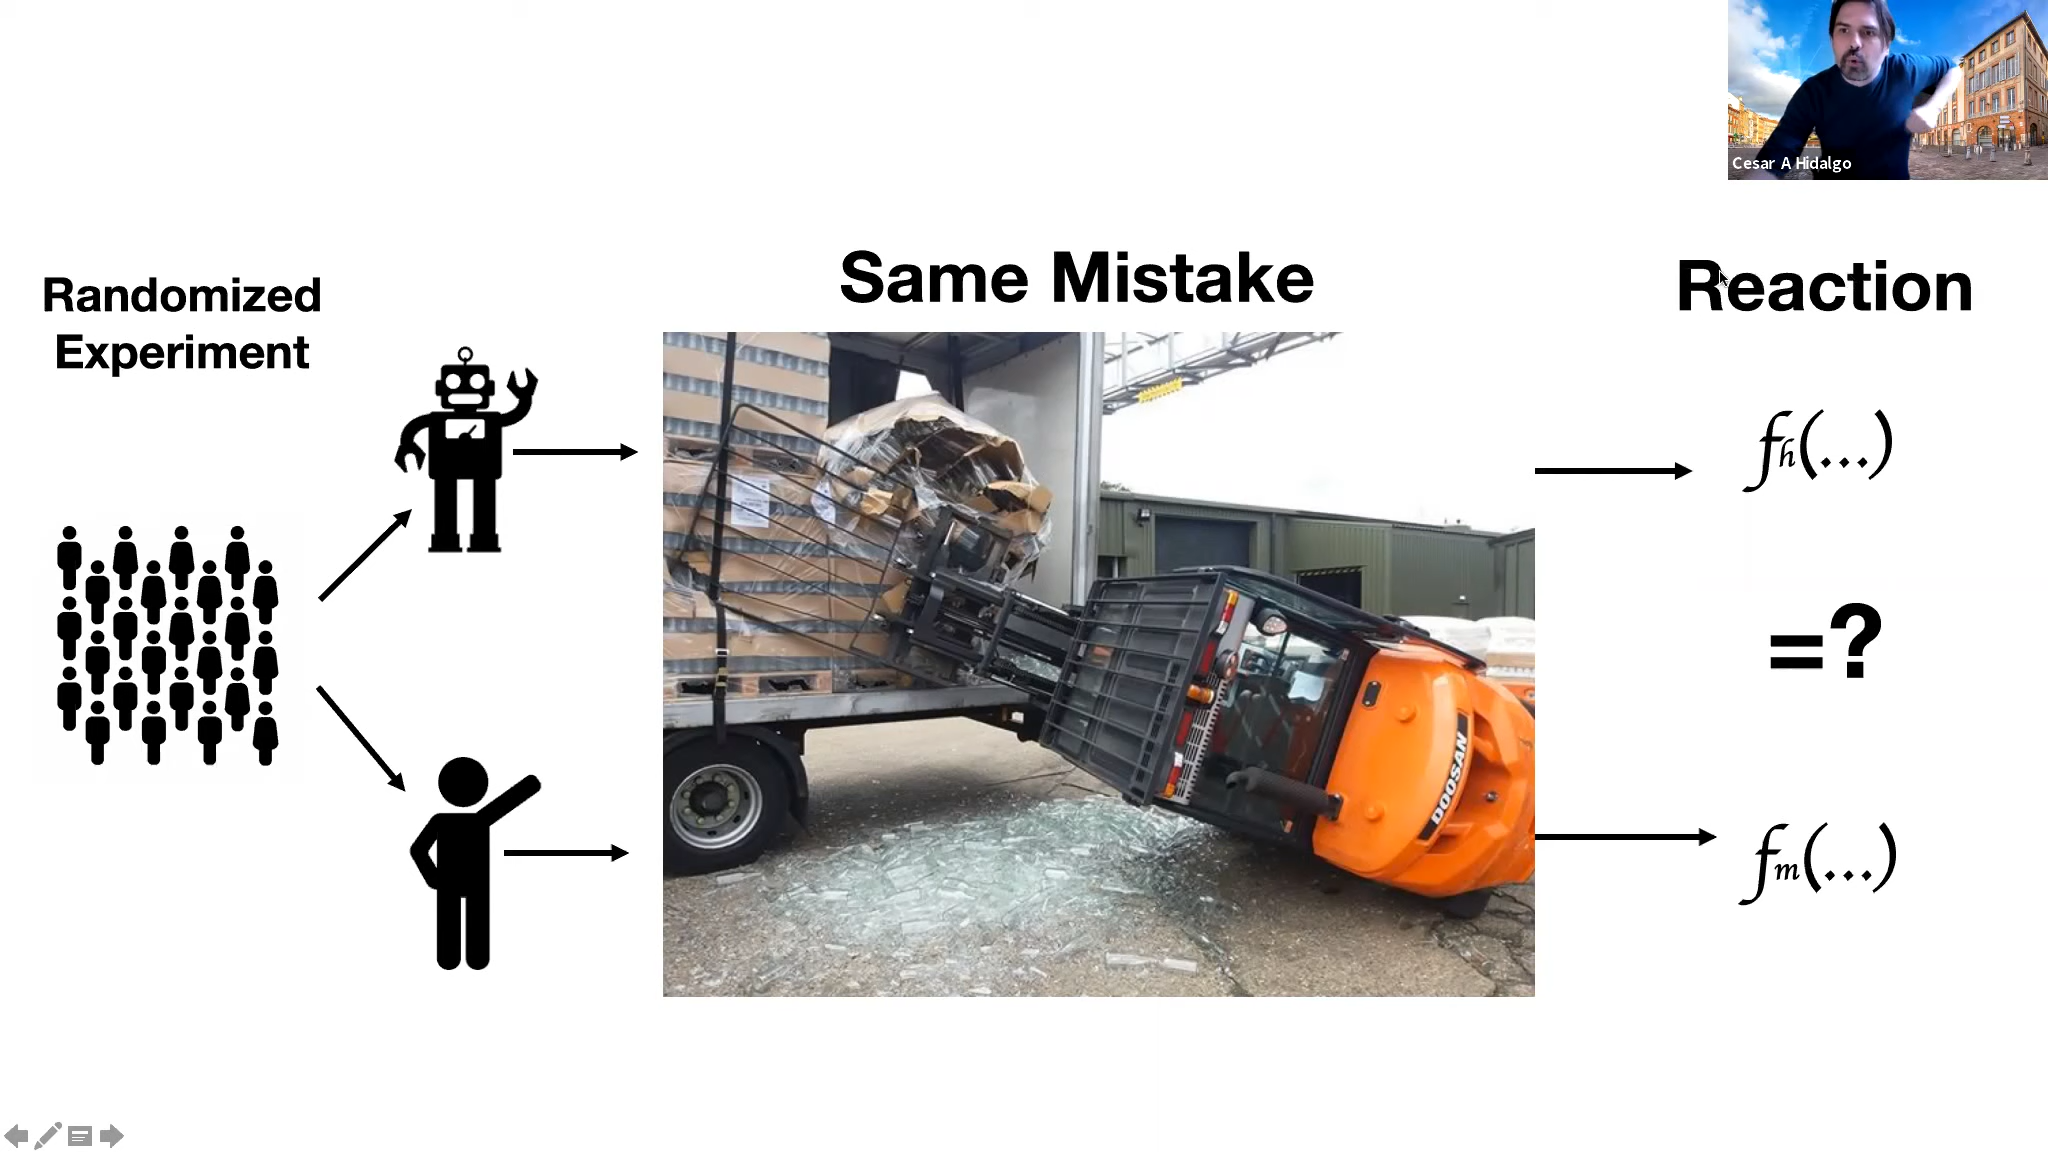 Cesar A Hidalgo
Randomized
Experiment
Same Mistake
Reaction
fh(...)
=?
fm(...)
DOOSAN